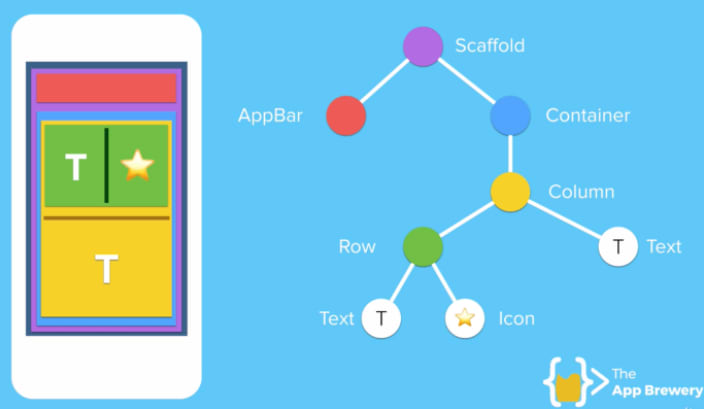 Scaffold
AppBar
Container
T
Column
Row
T
Text
T
Text
T
Icon
The
App Brewery